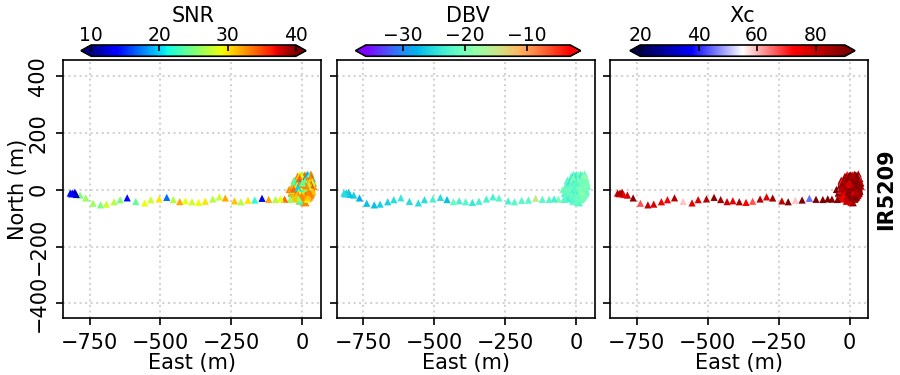 SNR DBV Xc
10 20 30 40 −30 −20 −10 20 40 60 80
400
200
0
−200
−400
North (m)
IR5209
−750 −500 −250 0 −750 −500 −250 0 −750 −500 −250 0
East (m) East (m) East (m)